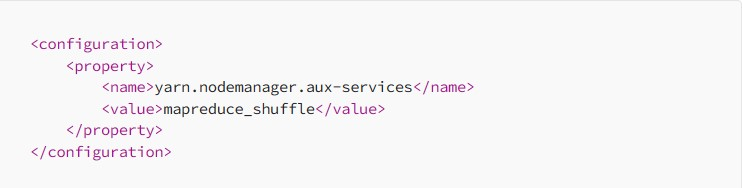 <configuration>
    <property>
        <name>yarn.nodemanager.aux-services</name>
        <value>mapreduce_shuffle</value>
    </property>
</configuration>